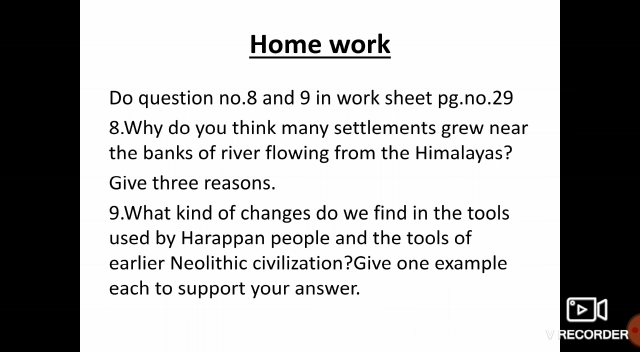 Home work
Do question no.8 and 9 in work sheet pg.no.29
8.Why do you think many settlements grew near
the banks of river flowing from the Himalayas?
Give three reasons.
9.What kind of changes do we find in the tools
used by Harappan people and the tools of
earlier Neolithic civilization?Give one example
each to support your answer.
V RECORDER